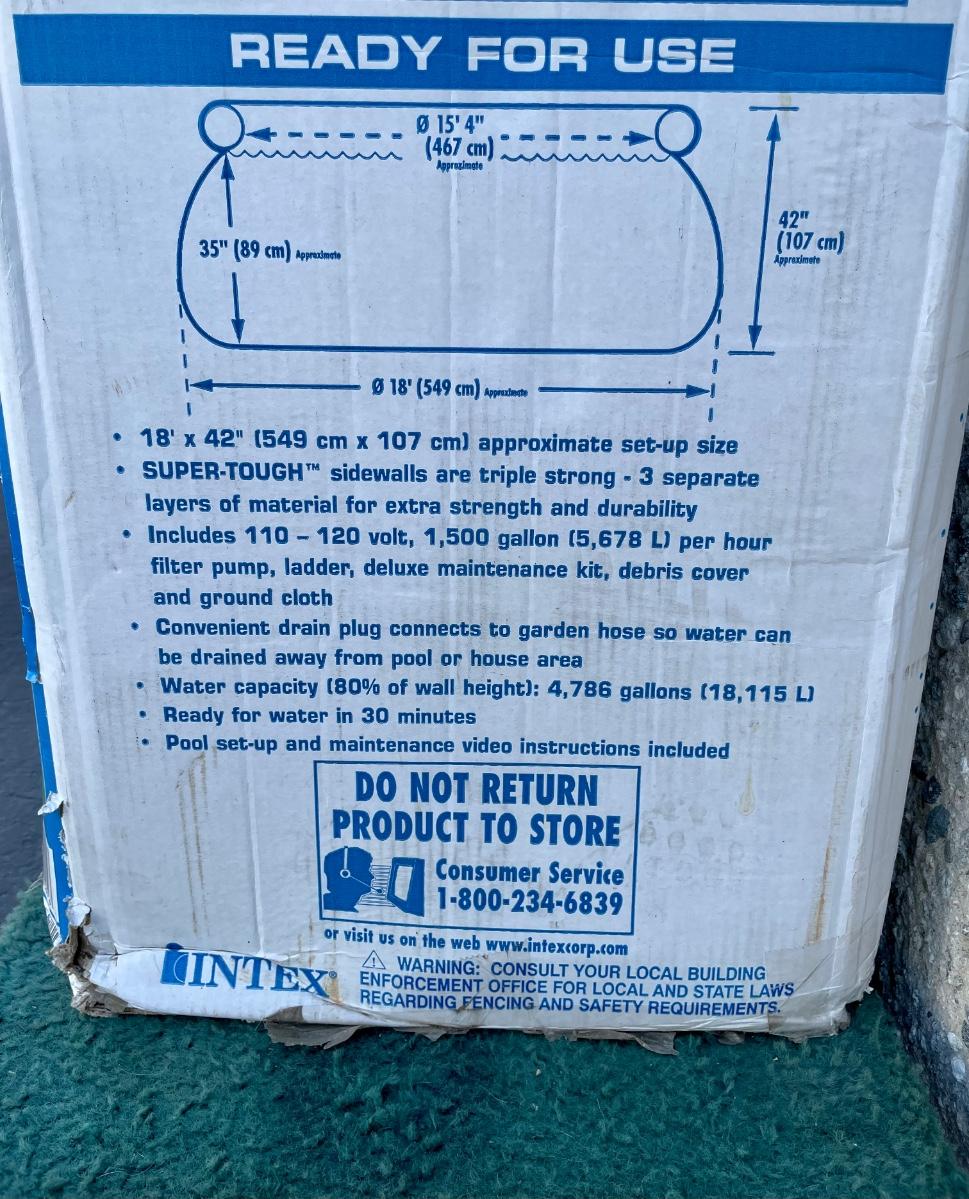 READY FOR USE
Ø 15' 4"
(467 cm)
Approximate
35" (89 cm) Approximate
42"
(107 cm)
Approximate
Ø 18' (549 cm) Approximate
• 18' x 42" (549 cm x 107 cm) approximate set-up size
• SUPER-TOUGH™ sidewalls are triple strong - 3 separate
layers of material for extra strength and durability
• Includes 110 – 120 volt, 1,500 gallon (5,678 L) per hour
filter pump, ladder, deluxe maintenance kit, debris cover
and ground cloth
• Convenient drain plug connects to garden hose so water can
be drained away from pool or house area
• Water capacity (80% of wall height): 4,786 gallons (18,115 L)
• Ready for water in 30 minutes
• Pool set-up and maintenance video instructions included
DO NOT RETURN
PRODUCT TO STORE
Consumer Service
1-800-234-6839
or visit us on the web www.intexcorp.com
INTEX®
⚠ WARNING: CONSULT YOUR LOCAL BUILDING
ENFORCEMENT OFFICE FOR LOCAL AND STATE LAWS
REGARDING FENCING AND SAFETY REQUIREMENTS.